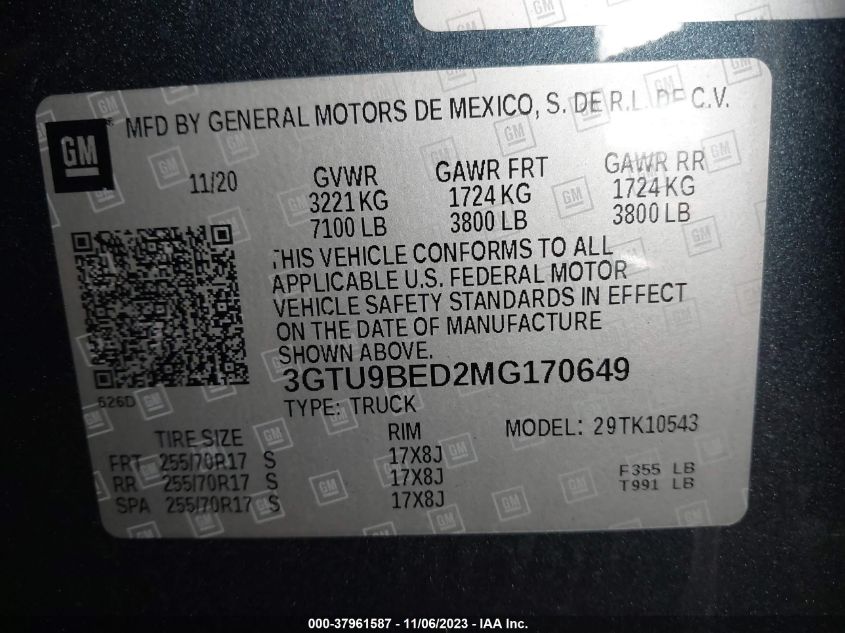 GM
MFD BY GENERAL MOTORS DE MEXICO, S. DE R.L. DE C.V.
11/20
GVWR GAWR FRT GAWR RR
3221 KG 1724 KG 1724 KG
7100 LB 3800 LB 3800 LB
THIS VEHICLE CONFORMS TO ALL
APPLICABLE U.S. FEDERAL MOTOR
VEHICLE SAFETY STANDARDS IN EFFECT
ON THE DATE OF MANUFACTURE
SHOWN ABOVE.
3GTU9BED2MG170649
526D
TYPE: TRUCK
MODEL: 29TK10543
TIRE SIZE RIM
FRT 255/70R17 S 17X8J
RR 255/70R17 S 17X8J
SPA 255/70R17 S 17X8J
F355 LB
T991 LB
000-37961587 - 11/06/2023 - IAA Inc.